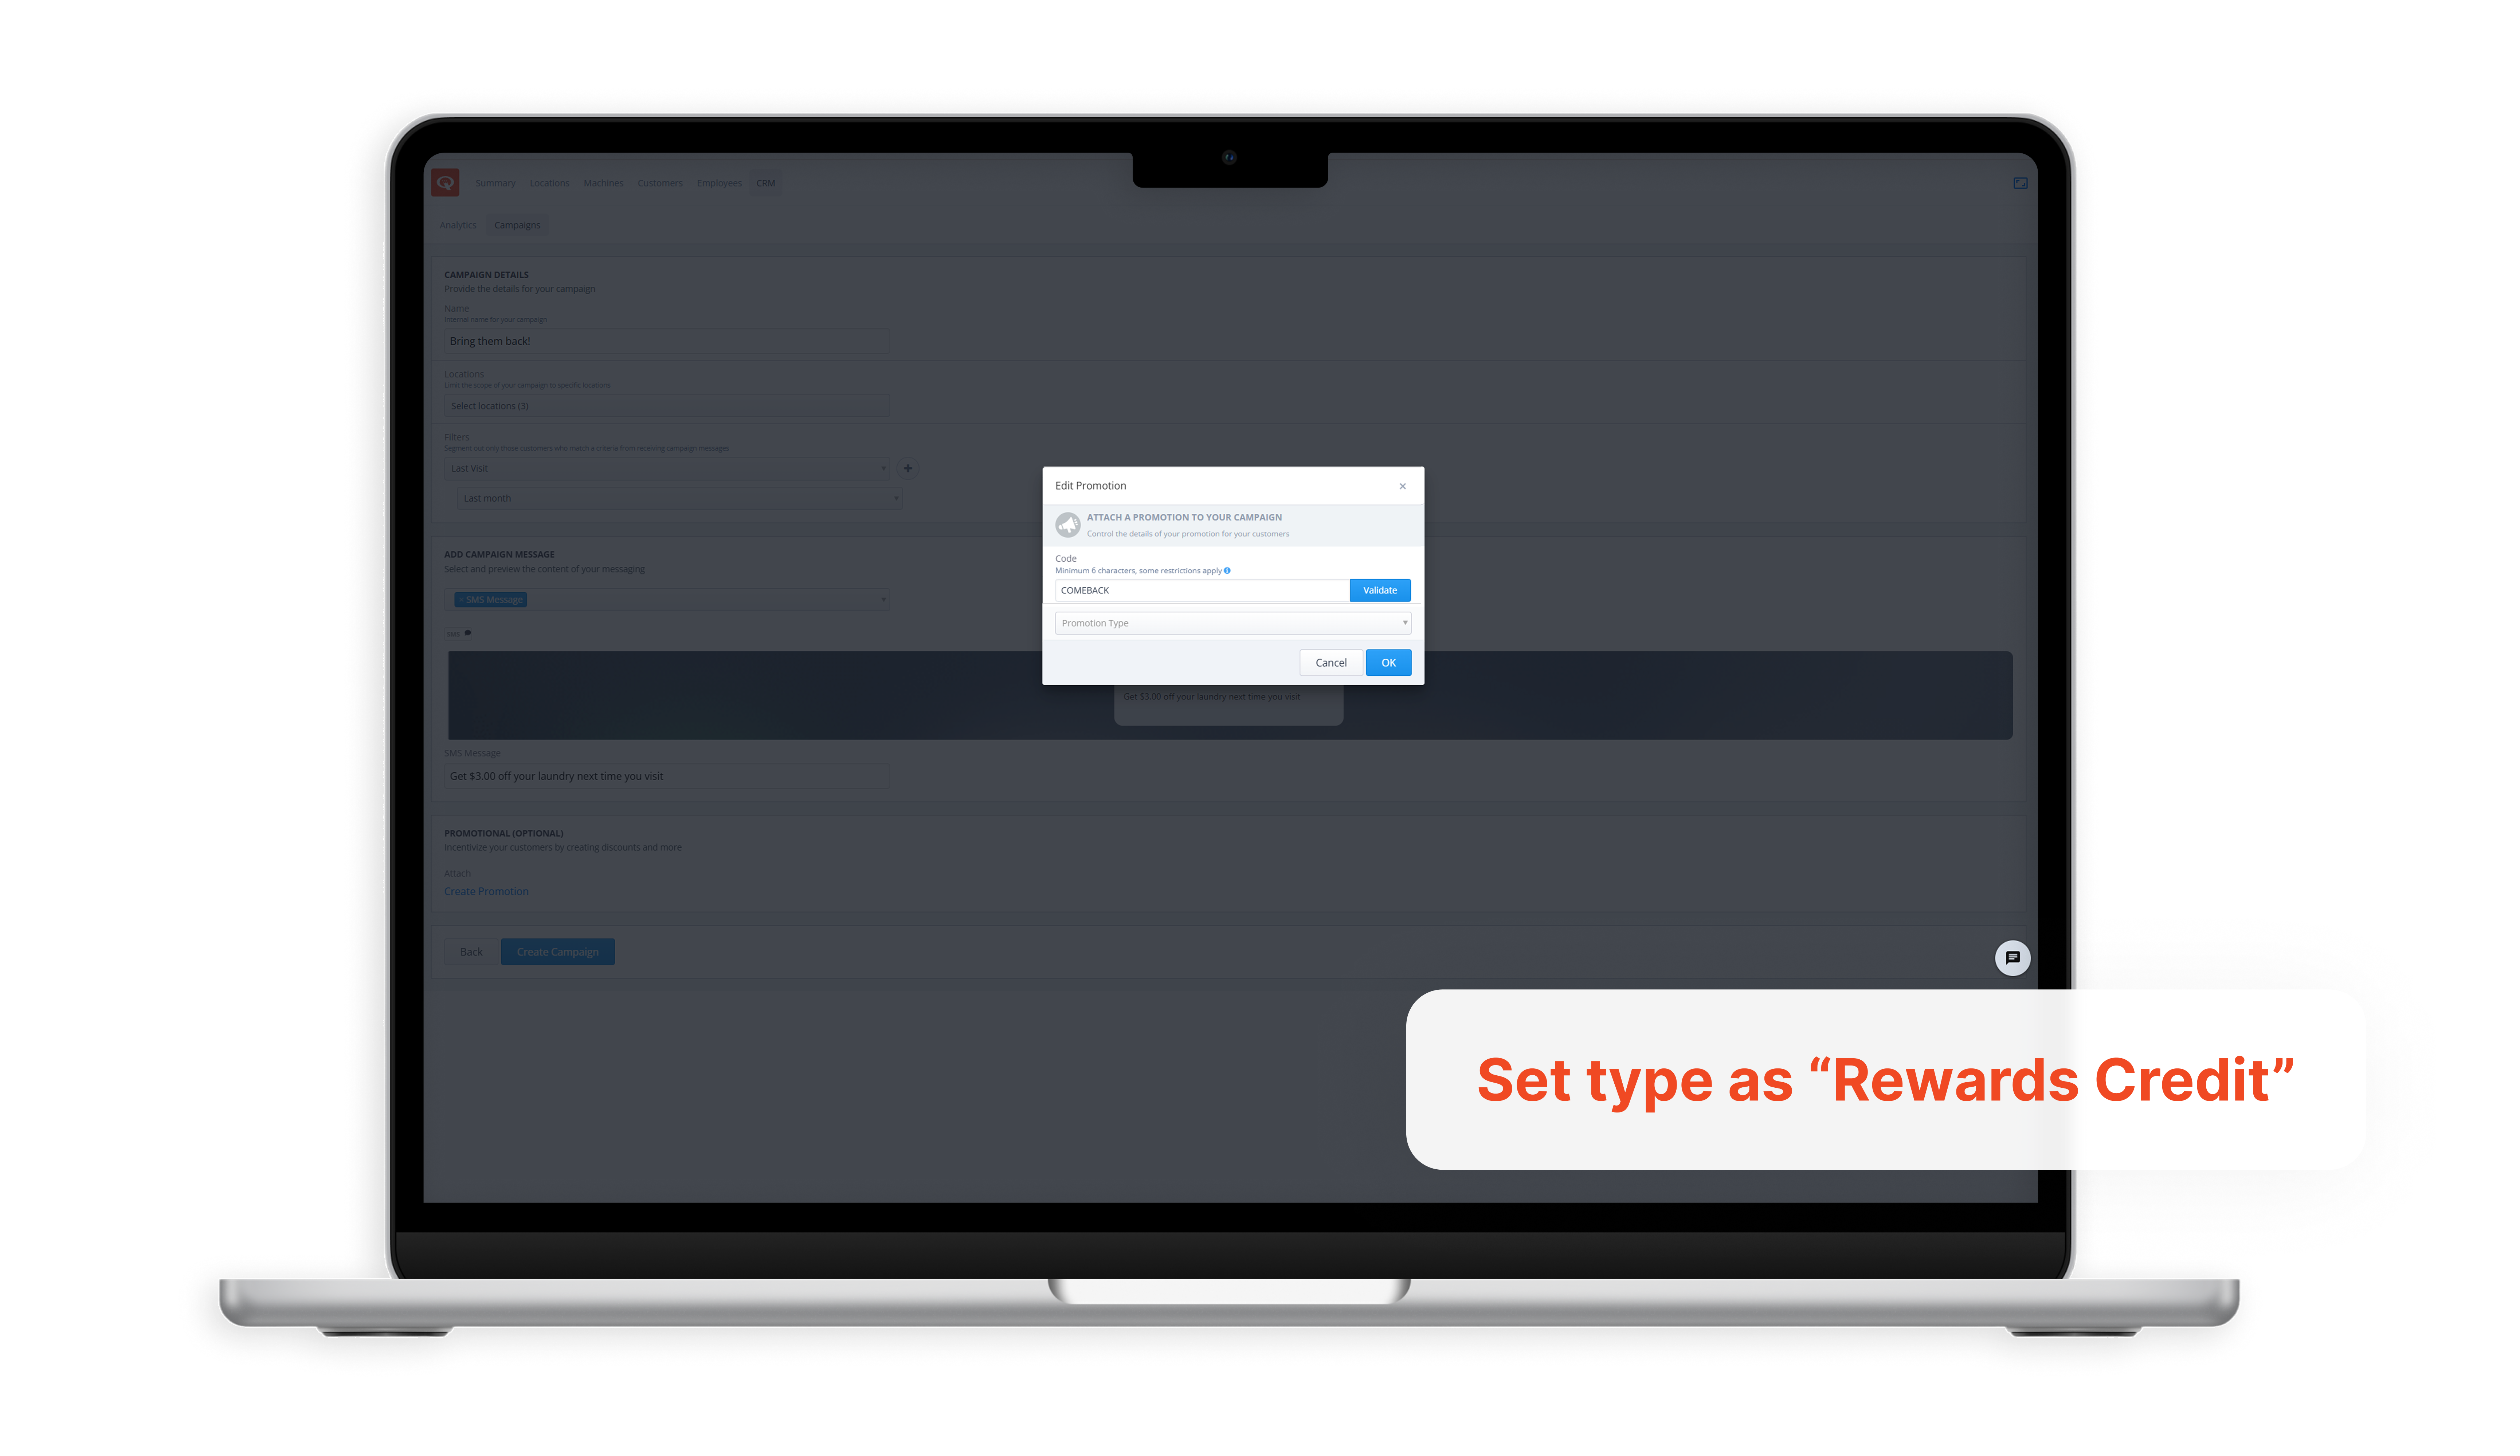 Summary Locations Machines Customers Employees CRM
Analytics Campaigns
CAMPAIGN DETAILS
Provide the details for your campaign
Name
Internal name for your campaign
Bring them back!
Locations
Limit the scope of your campaign to specific locations
Select locations (3)
Filters
Segment out only those customers who match a criteria from receiving campaign messages
Last Visit
Last month
ADD CAMPAIGN MESSAGE
Select and preview the content of your messaging
× SMS Message
SMS
Get $3.00 off your laundry next time you visit
SMS Message
Get $3.00 off your laundry next time you visit
PROMOTIONAL (OPTIONAL)
Incentivize your customers by creating discounts and more
Attach
Create Promotion
Back Create Campaign
Edit Promotion ×
ATTACH A PROMOTION TO YOUR CAMPAIGN
Control the details of your promotion for your customers
Code
Minimum 6 characters, some restrictions apply
COMEBACK Validate
Promotion Type
Cancel OK
Set type as “Rewards Credit”